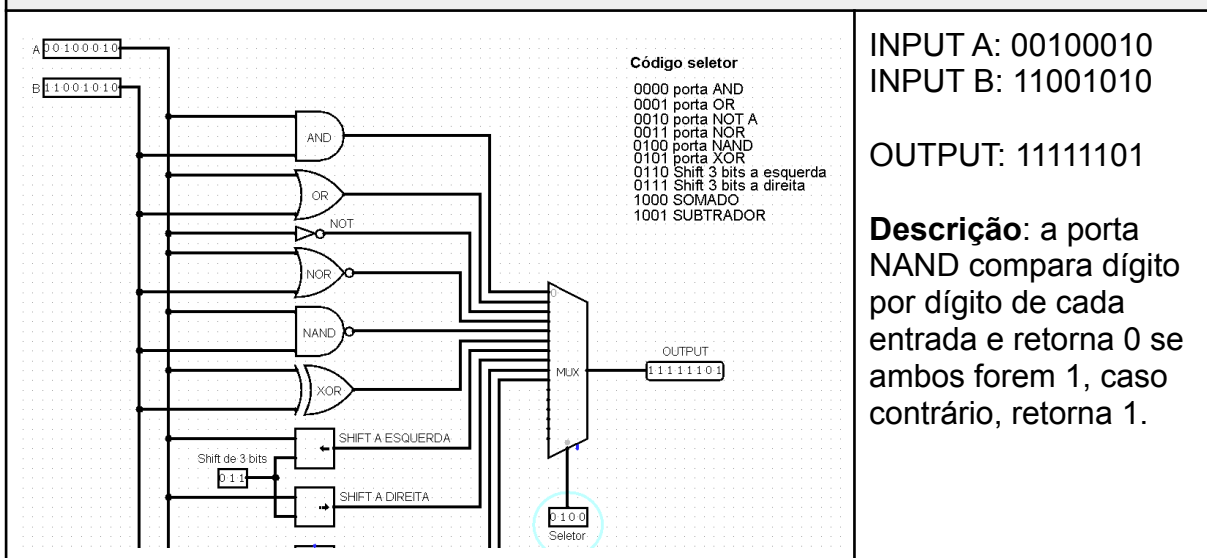 A 00100010
B 11001010
Código seletor
0000 porta AND
0001 porta OR
0010 porta NOT A
0011 porta NOR
0100 porta NAND
0101 porta XOR
0110 Shift 3 bits a esquerda
0111 Shift 3 bits a direita
1000 SOMADO
1001 SUBTRADOR
AND
OR
NOT
NOR
NAND
XOR
SHIFT A ESQUERDA
Shift de 3 bits
011
SHIFT A DIREITA
0
MUX
OUTPUT
11111101
0100
Seletor
INPUT A: 00100010
INPUT B: 11001010
OUTPUT: 11111101
Descrição: a porta
NAND compara dígito
por dígito de cada
entrada e retorna 0 se
ambos forem 1, caso
contrário, retorna 1.